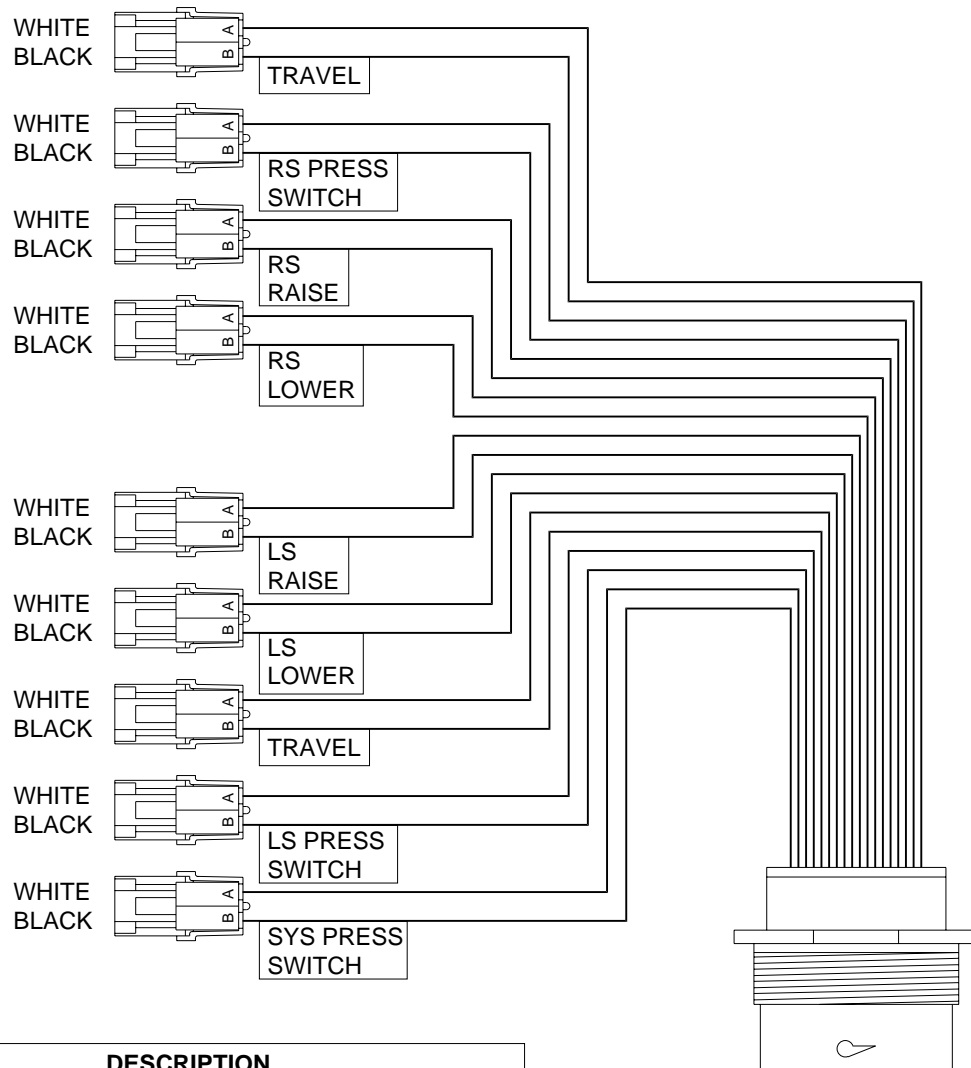 WHITE
BLACK
A
B
TRAVEL
WHITE
BLACK
A
B
RS PRESS
SWITCH
WHITE
BLACK
A
B
RS
RAISE
WHITE
BLACK
A
B
RS
LOWER
WHITE
BLACK
A
B
LS
RAISE
WHITE
BLACK
A
B
LS
LOWER
WHITE
BLACK
A
B
TRAVEL
WHITE
BLACK
A
B
LS PRESS
SWITCH
WHITE
BLACK
A
B
SYS PRESS
SWITCH
DESCRIPTION